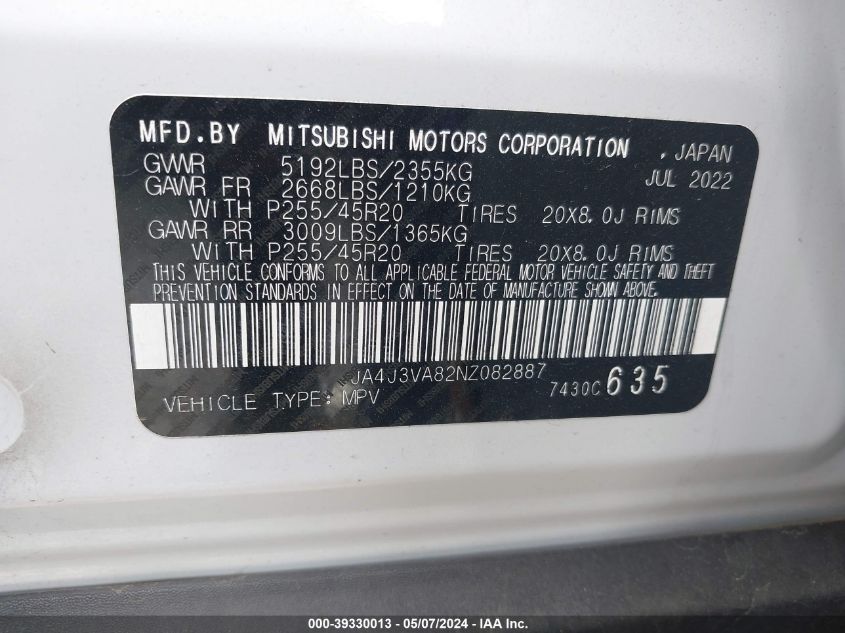 MFD.BY MITSUBISHI MOTORS CORPORATION , JAPAN
GVWR 5192LBS/2355KG JUL 2022
GAWR FR 2668LBS/1210KG
WITH P255/45R20 TIRES 20X8.0J RIMS
GAWR RR 3009LBS/1365KG
WITH P255/45R20 TIRES 20X8.0J RIMS
THIS VEHICLE CONFORMS TO ALL APPLICABLE FEDERAL MOTOR VEHICLE SAFETY AND THEFT
PREVENTION STANDARDS IN EFFECT ON THE DATE OF MANUFACTURE SHOWN ABOVE.
JA4J3VA82NZ082887
VEHICLE TYPE: MPV 7430C 635
000-39330013 - 05/07/2024 - IAAI Inc.